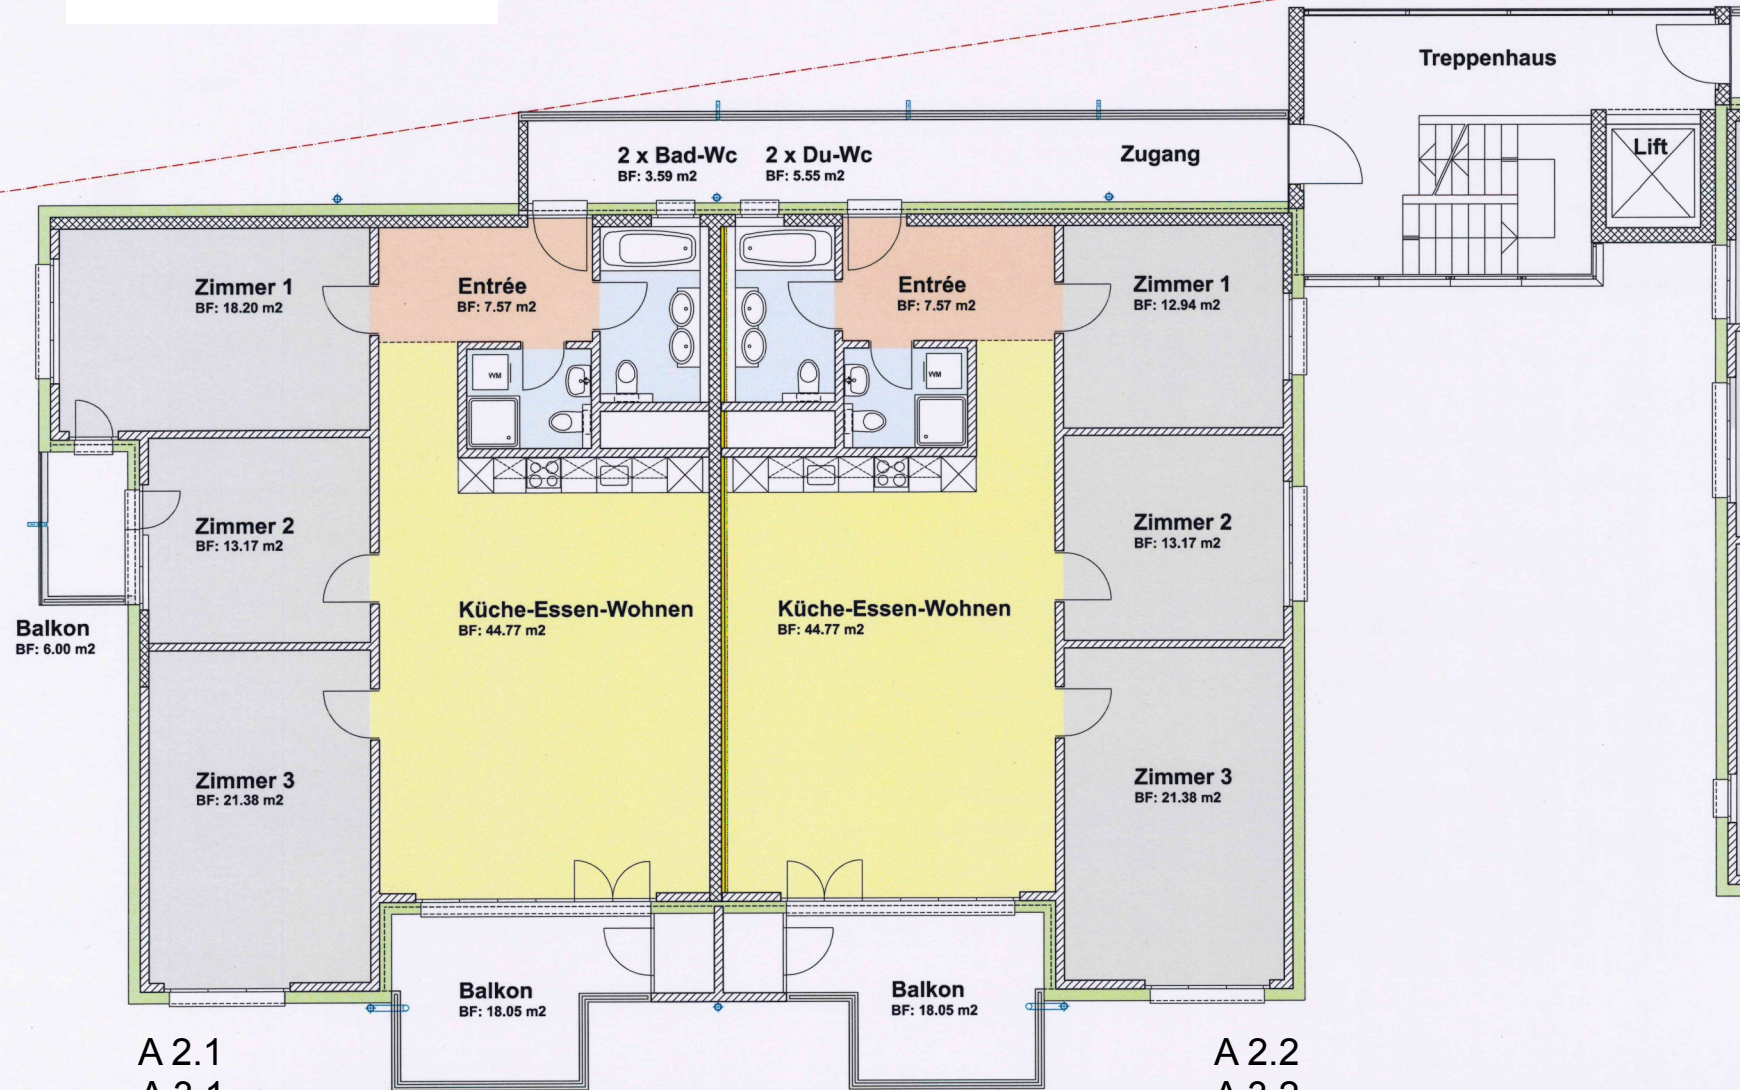 Treppenhaus
Lift
2 x Bad-Wc
BF: 3.59 m2
2 x Du-Wc
BF: 5.55 m2
Zugang
Zimmer 1
BF: 18.20 m2
Entrée
BF: 7.57 m2
Entrée
BF: 7.57 m2
Zimmer 1
BF: 12.94 m2
WM
WM
Zimmer 2
BF: 13.17 m2
Zimmer 2
BF: 13.17 m2
Küche-Essen-Wohnen
BF: 44.77 m2
Küche-Essen-Wohnen
BF: 44.77 m2
Balkon
BF: 6.00 m2
Zimmer 3
BF: 21.38 m2
Zimmer 3
BF: 21.38 m2
Balkon
BF: 18.05 m2
Balkon
BF: 18.05 m2
A 2.1
A 2.2